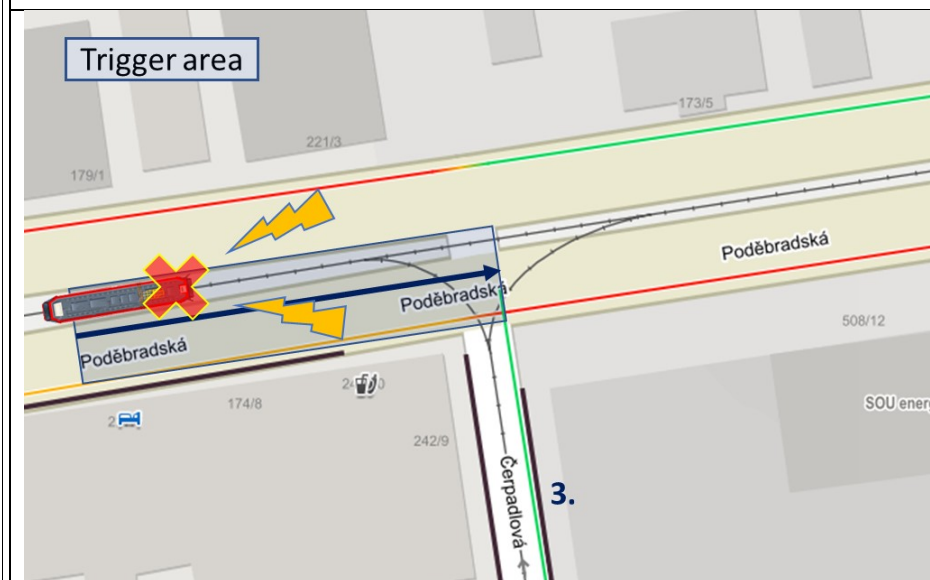 Trigger area
173/5
221/3
179/1
Poděbradská
Poděbradská
Poděbradská
508/12
174/8
242/9
SOU energ
Čerpadlová
3.